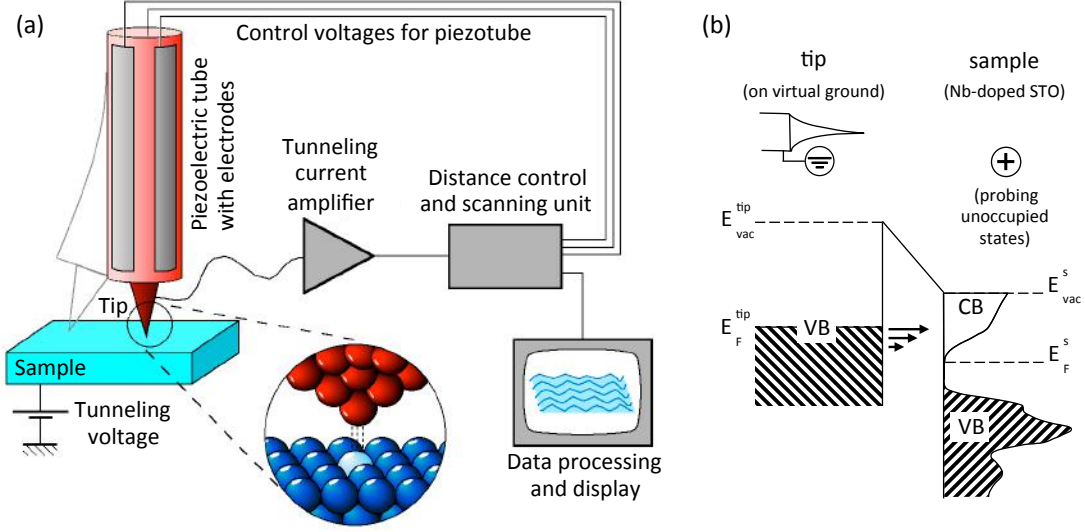 (a)
Control voltages for piezotube
Piezoelectric tube
with electrodes
Tunneling
current
amplifier
Distance control
and scanning unit
Tip
Sample
Tunneling
voltage
Data processing
and display
(b)
tip
(on virtual ground)
sample
(Nb-doped STO)
+
(probing
unoccupied
states)
E tip vac
E s vac
CB
E tip F
VB
E s F
VB